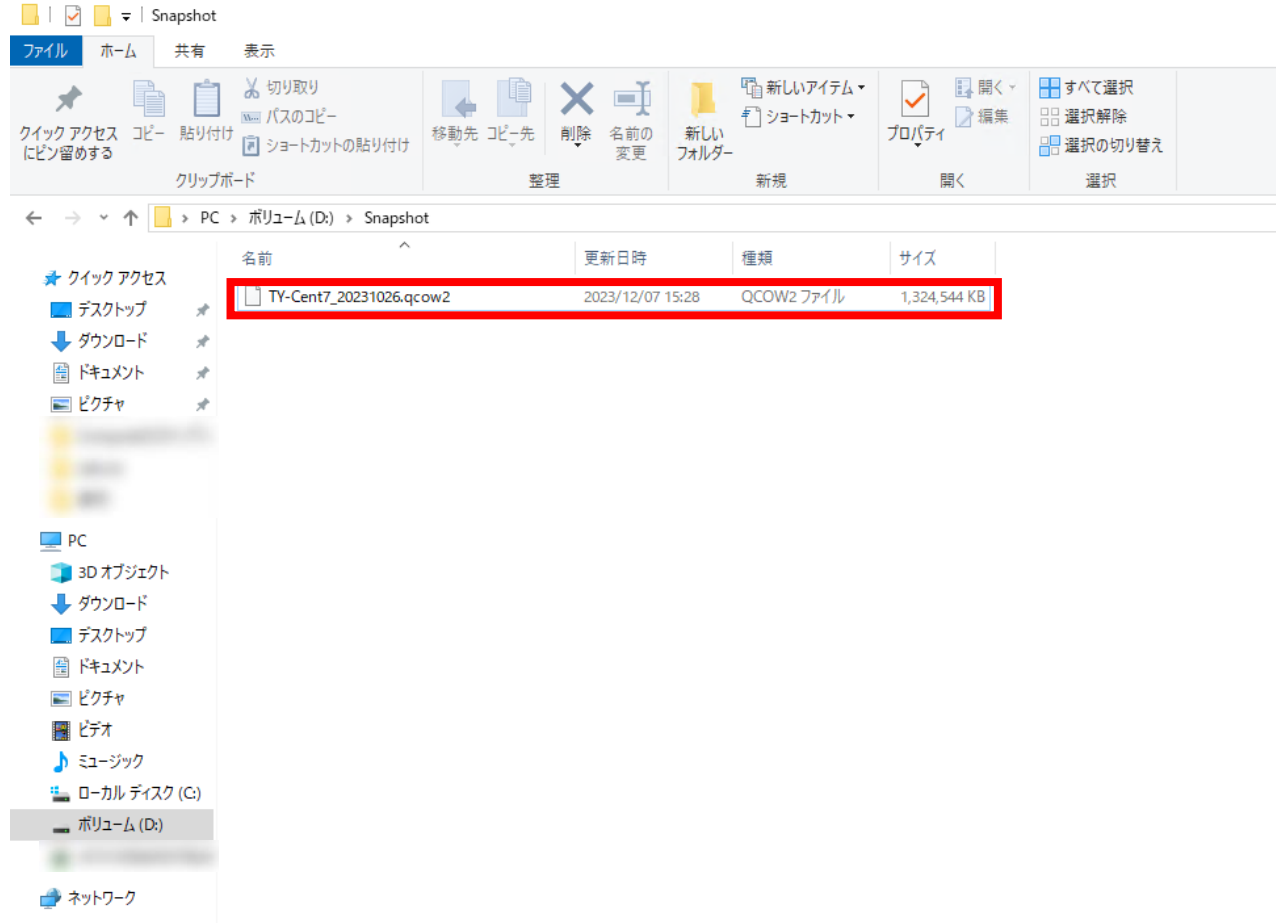 Snapshot
ファイル ホーム 共有 表示
クイック アクセス
にピン留めする
コピー
貼り付け
切り取り
パスのコピー
ショートカットの貼り付け
クリップボード
移動先
コピー先
削除
名前の
変更
整理
新しい
フォルダー
新しいアイテム
ショートカット
新規
プロパティ
開く
編集
開く
すべて選択
選択解除
選択の切り替え
選択
PC › ボリューム (D:) › Snapshot
名前 更新日時 種類 サイズ
TY-Cent7_20231026.qcow2 2023/12/07 15:28 QCOW2 ファイル 1,324,544 KB
クイック アクセス
デスクトップ
ダウンロード
ドキュメント
ピクチャ
PC
3D オブジェクト
ダウンロード
デスクトップ
ドキュメント
ピクチャ
ビデオ
ミュージック
ローカル ディスク (C:)
ボリューム (D:)
ネットワーク